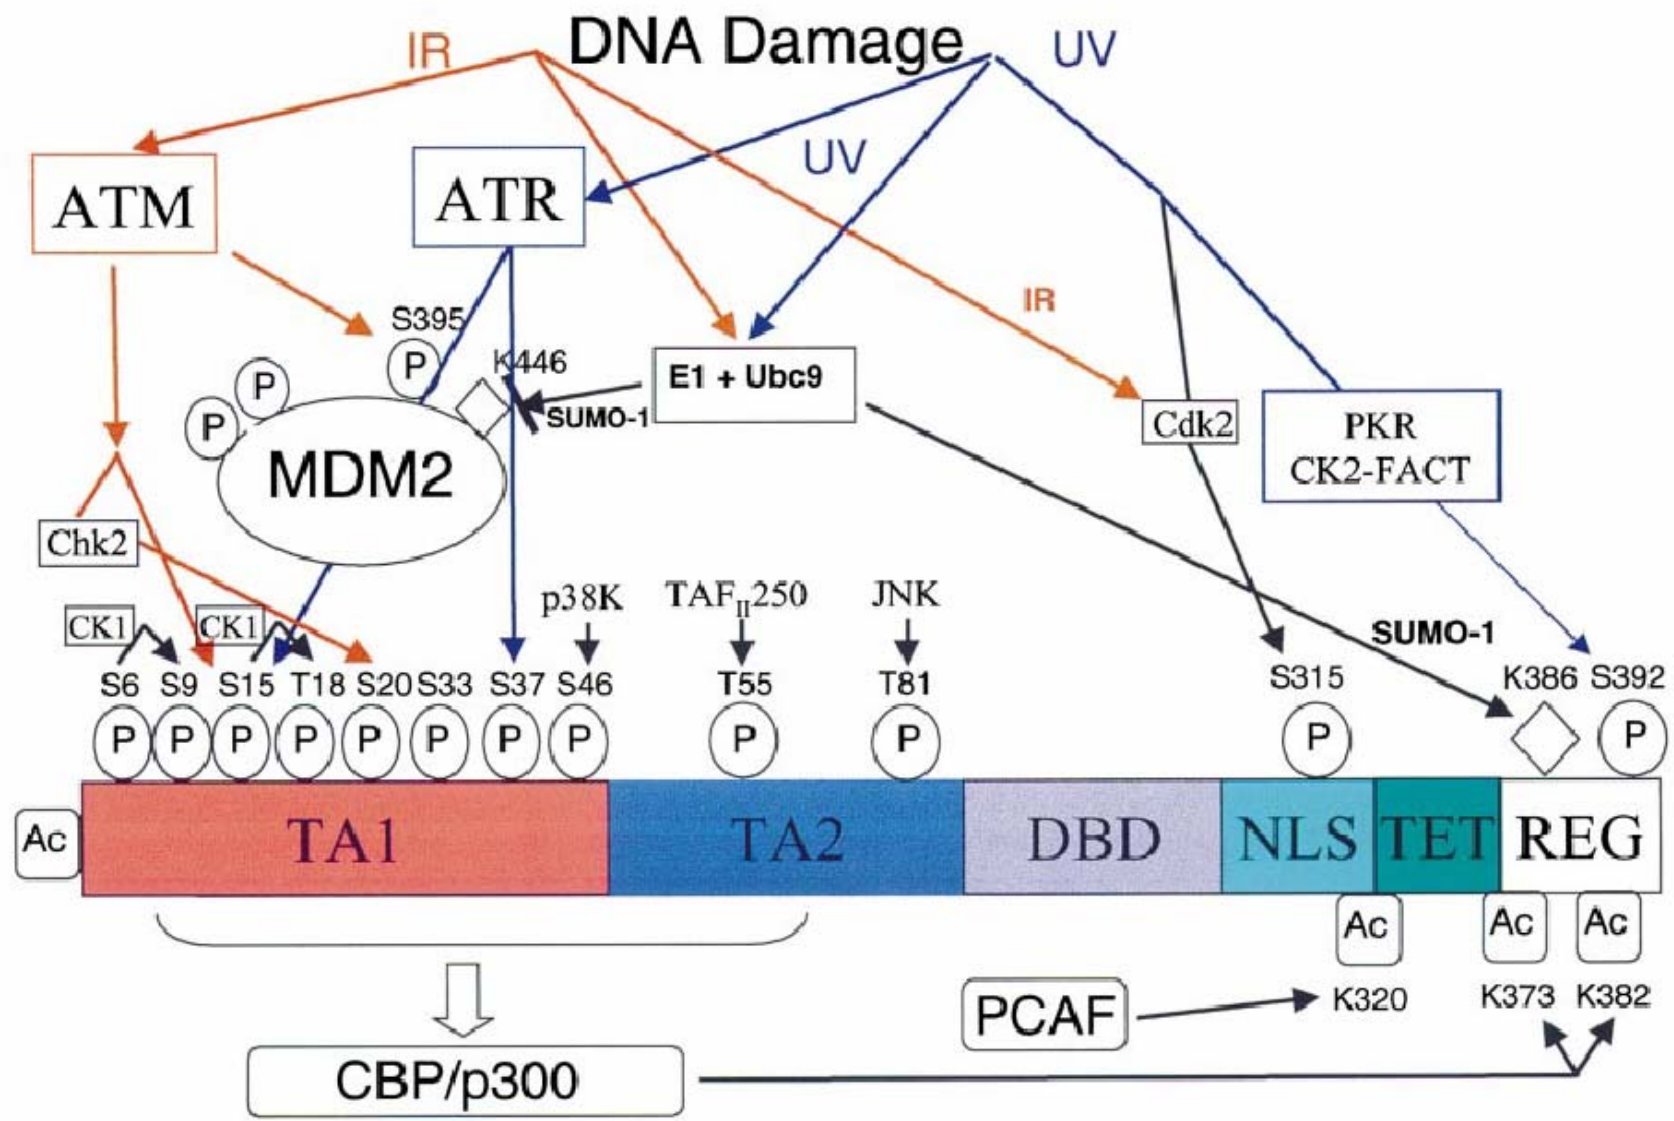 DNA Damage
IR
UV
UV
ATM
ATR
IR
S395
P
K446
E1 + Ubc9
SUMO-1
Cdk2
PKR
CK2-FACT
P
P
MDM2
Chk2
CK1
CK1
p38K
TAFII250
JNK
SUMO-1
S6 S9 S15 T18 S20 S33 S37 S46 T55 T81 S315 K386 S392
P P P P P P P P P P P P
Ac
TA1 TA2 DBD NLS TET REG
Ac Ac Ac
PCAF
K320 K373 K382
CBP/p300